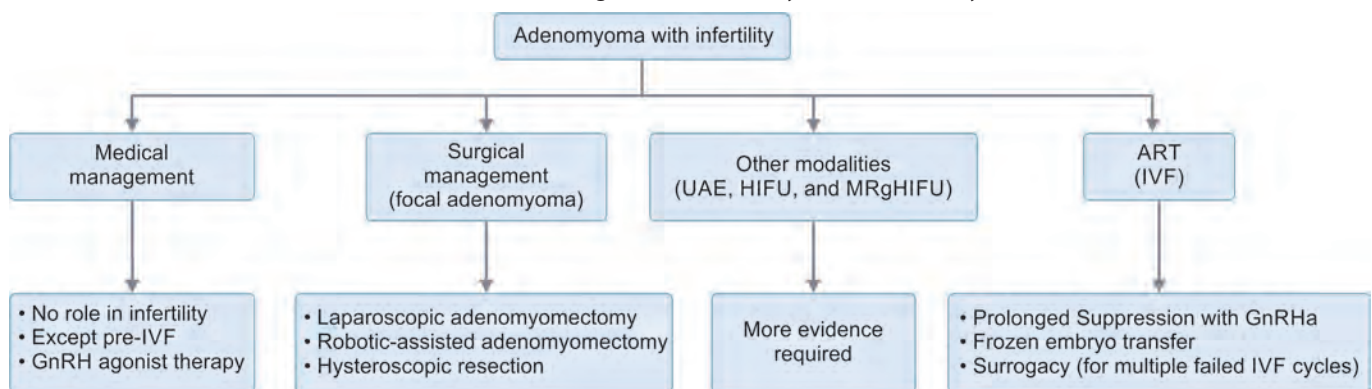 Adenomyoma with infertility
Medical
management
Surgical
management
(focal adenomyoma)
Other modalities
(UAE, HIFU, and MRgHIFU)
ART
(IVF)
• No role in infertility
• Except pre-IVF
• GnRH agonist therapy
• Laparoscopic adenomyomectomy
• Robotic-assisted adenomyomectomy
• Hysteroscopic resection
More evidence
required
• Prolonged Suppression with GnRHa
• Frozen embryo transfer
• Surrogacy (for multiple failed IVF cycles)